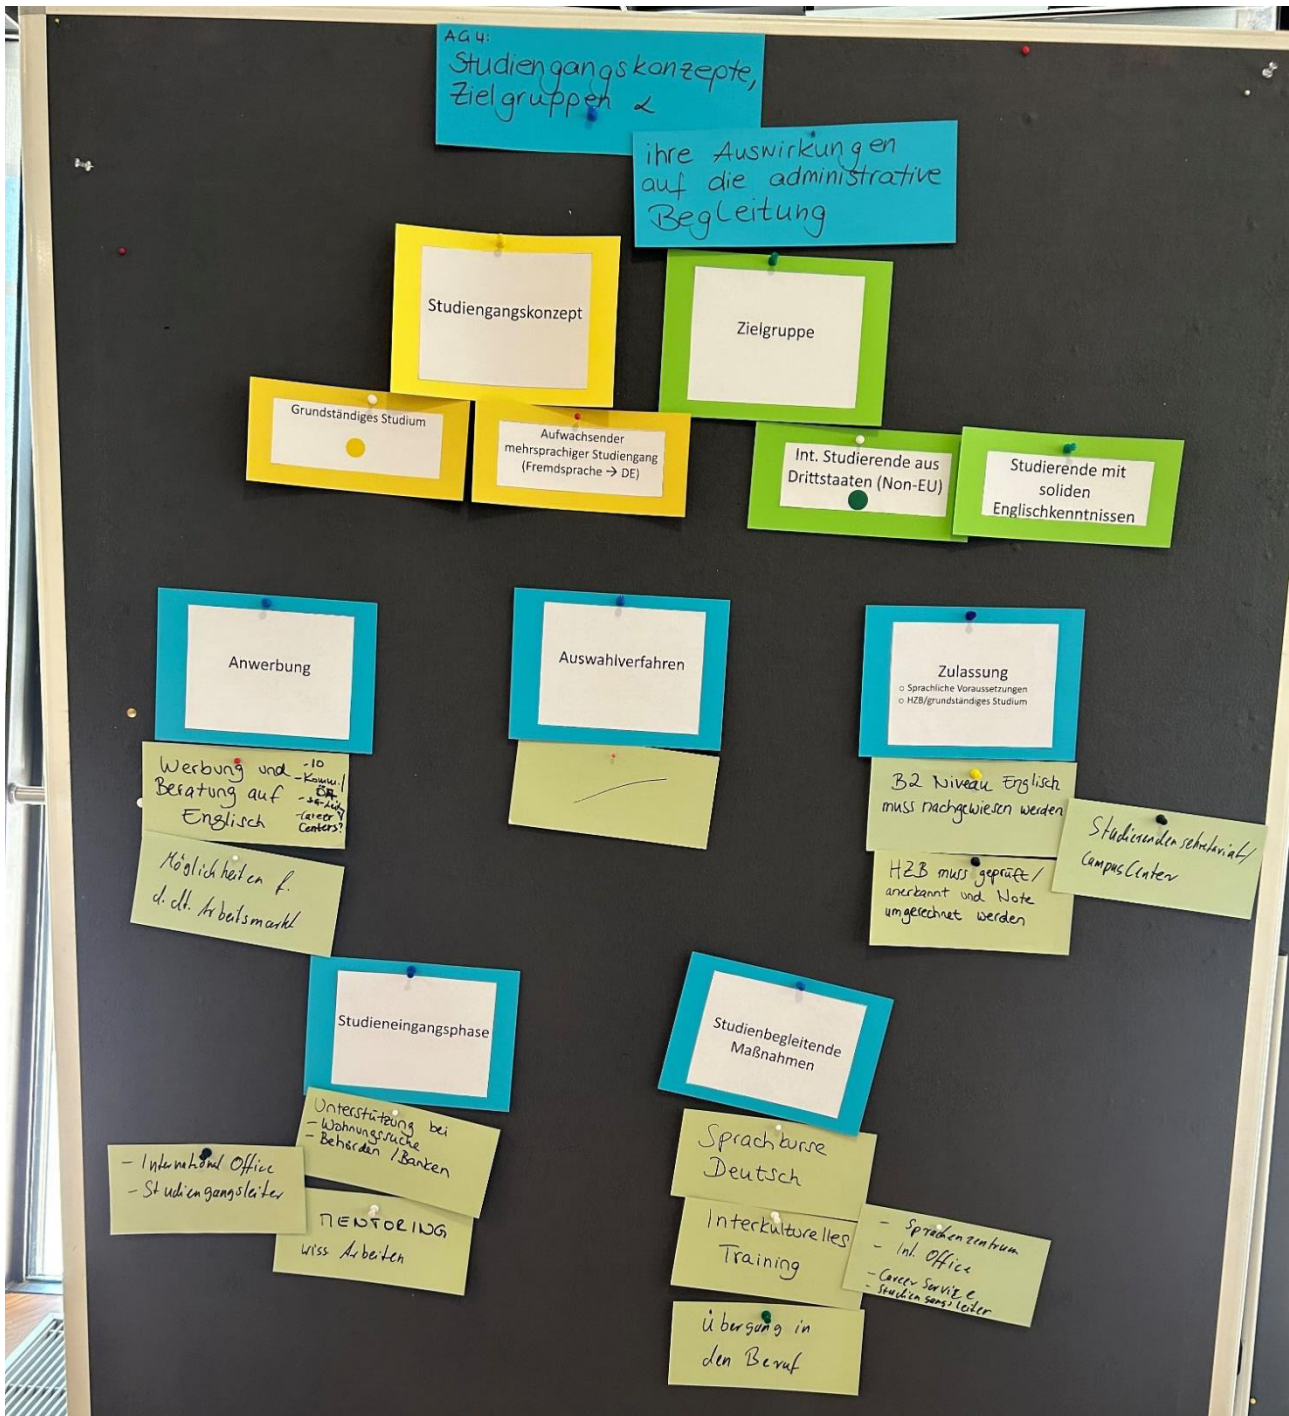 AG 4:
Studiengangskonzepte,
Zielgruppen &
ihre Auswirkungen
auf die administrative
Begleitung
Studiengangskonzept
Zielgruppe
Grundständiges Studium
Aufwachsender
mehrsprachiger Studiengang
(Fremdsprache → DE)
Int. Studierende aus
Drittstaaten (Non-EU)
Studierende mit
soliden
Englischkenntnissen
Anwerbung
Werbung und
Beratung auf
Englisch
- IO
- Komm./
ÖA
- SG-Leitg
- Career
Centers?
Möglichkeiten f.
d. dt. Arbeitsmarkt
Auswahlverfahren
Zulassung
○ Sprachliche Voraussetzungen
○ HZB/grundständiges Studium
B2 Niveau Englisch
muss nachgewiesen werden
HZB muss geprüft/
anerkannt und Note
umgerechnet werden
Studierendensekretariat/
Campus Center
Studieneingangsphase
Unterstützung bei
- Wohnungssuche
- Behörden / Banken
- International Office
- Studiengangsleiter
MENTORING
wiss Arbeiten
Studienbegleitende
Maßnahmen
Sprachkurse
Deutsch
Interkulturelles
Training
- Sprachenzentrum
- Int. Office
- Career Service
- Studiengangsleiter
Übergang in
den Beruf